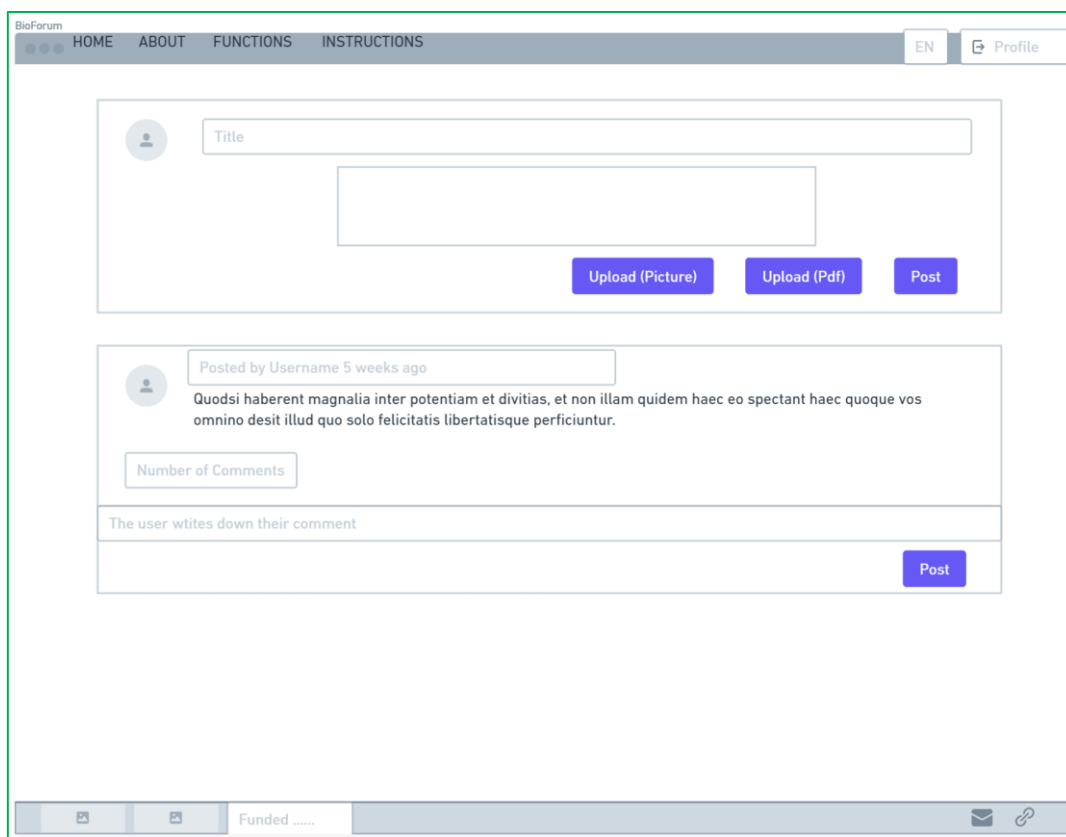 BioForum
HOME ABOUT FUNCTIONS INSTRUCTIONS EN Profile
Title
Upload (Picture) Upload (Pdf) Post
Posted by Username 5 weeks ago
Quodsi haberent magnalia inter potentiam et divitias, et non illam quidem haec eo spectant haec quoque vos
omnino desit illud quo solo felicitatis libertatisque perficiuntur.
Number of Comments
The user wtites down their comment
Post
Funded ......